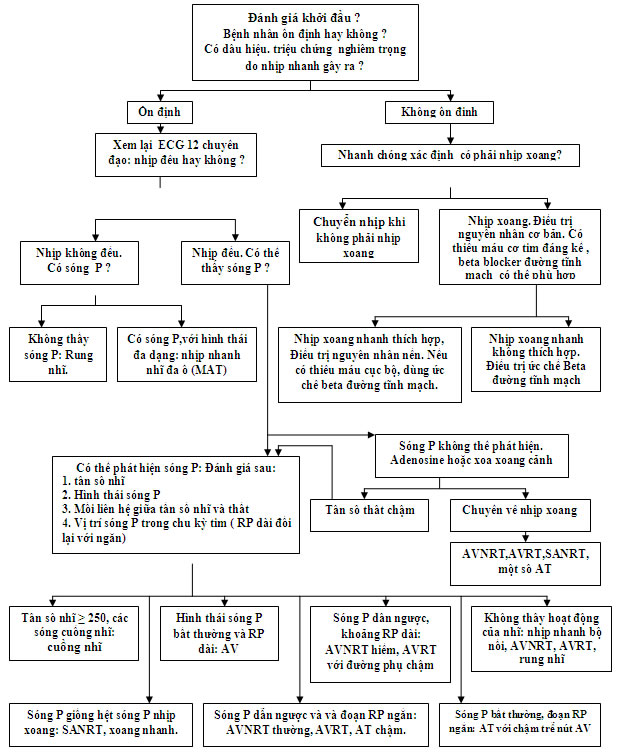 Đánh giá khởi đầu ?
Bệnh nhân ổn định hay không ?
Có dấu hiệu. triệu chứng nghiêm trọng
do nhịp nhanh gây ra ?
Ổn định
Không ổn định
Xem lại ECG 12 chuyển
đạo: nhịp đều hay không ?
Nhanh chóng xác định có phải nhịp xoang?
Chuyển nhịp khi
không phải nhịp
xoang
Nhịp xoang. Điều trị
nguyên nhân cơ bản. Có
thiếu máu cơ tim đáng kể ,
beta blocker đường tĩnh
mạch có thể phù hợp
Nhịp không đều.
Có sóng P ?
Nhịp đều. Có thể
thấy sóng P ?
Không thấy
sóng P: Rung
nhĩ.
Có sóng P,với hình thái
đa dạng: nhịp nhanh
nhĩ đa ổ (MAT)
Nhịp xoang nhanh thích hợp,
Điều trị nguyên nhân nền. Nếu
có thiếu máu cục bộ, dùng ức
chế beta đường tĩnh mạch.
Nhịp xoang nhanh
không thích hợp.
Điều trị ức chế Beta
đường tĩnh mạch
Sóng P không thể phát hiện.
Adenosine hoặc xoa xoang cảnh
Có thể phát hiện sóng P: Đánh giá sau:
1. tần số nhĩ
2. Hình thái sóng P
3. Mối liên hệ giữa tần số nhĩ và thất
4. Vị trí sóng P trong chu kỳ tim ( RP dài đối
lại với ngắn)
Tần số thất chậm
Chuyển về nhịp xoang
AVNRT,AVRT,SANRT,
một số AT
Tần số nhĩ ≥ 250, các
sóng cuồng nhĩ:
cuồng nhĩ
Hình thái sóng P
bất thường và RP
dài: AV
Sóng P dẫn ngược,
khoảng RP dài:
AVNRT hiếm, AVRT
với đường phụ chậm
Không thấy hoạt động
của nhĩ: nhịp nhanh bộ
nối, AVNRT, AVRT,
rung nhĩ
Sóng P giống hệt sóng P nhịp
xoang: SANRT, xoang nhanh.
Sóng P dẫn ngược và và đoạn RP ngắn:
AVNRT thường, AVRT, AT chậm.
Sóng P bất thường, đoạn RP
ngắn: AT với chậm trễ nút AV